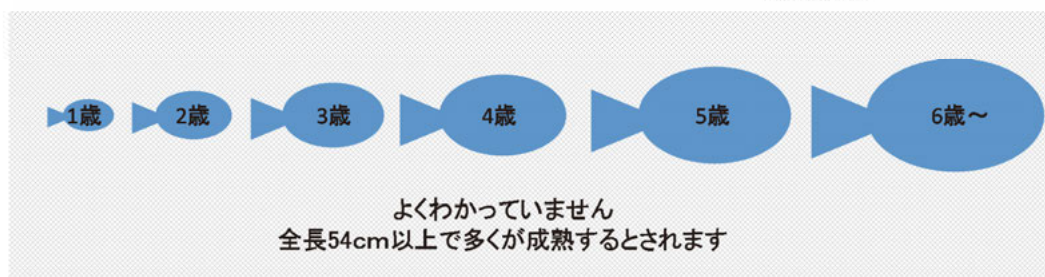 1歳 2歳 3歳 4歳 5歳 6歳～
よくわかっていません
全長54cm以上で多くが成熟するとされます